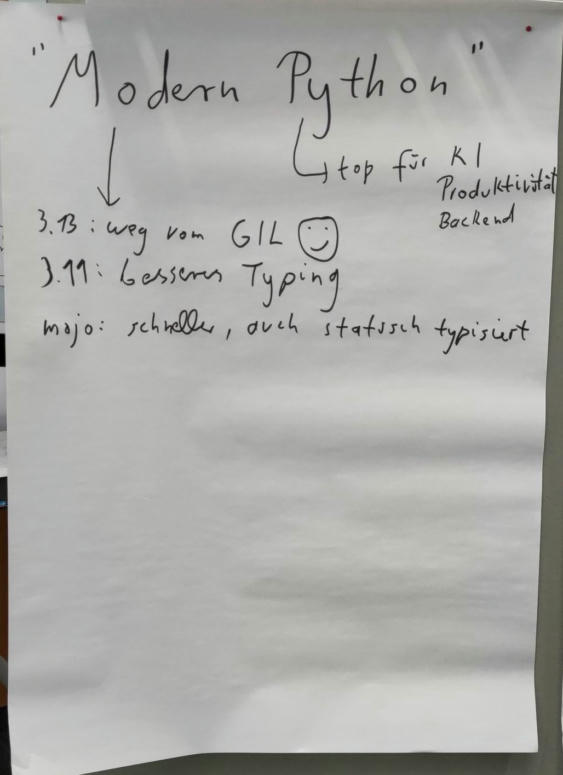 "Modern Python"
↳ top für KI
Produktivität
Backend
3.13: weg vom GIL ☺
3.11: besseres Typing
mojo: schneller, auch statisch typisiert